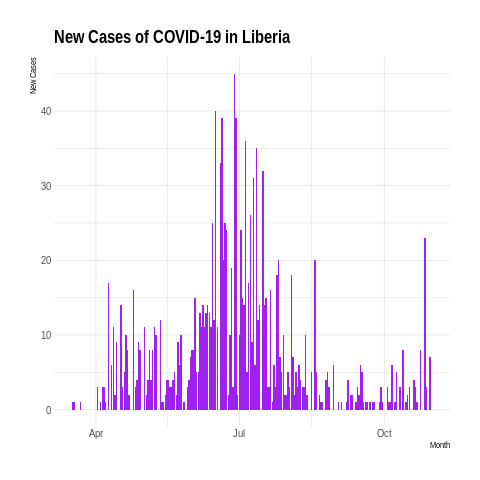 New Cases of COVID-19 in Liberia
New Cases
40
30
20
10
0
Apr
Jul
Oct
Month